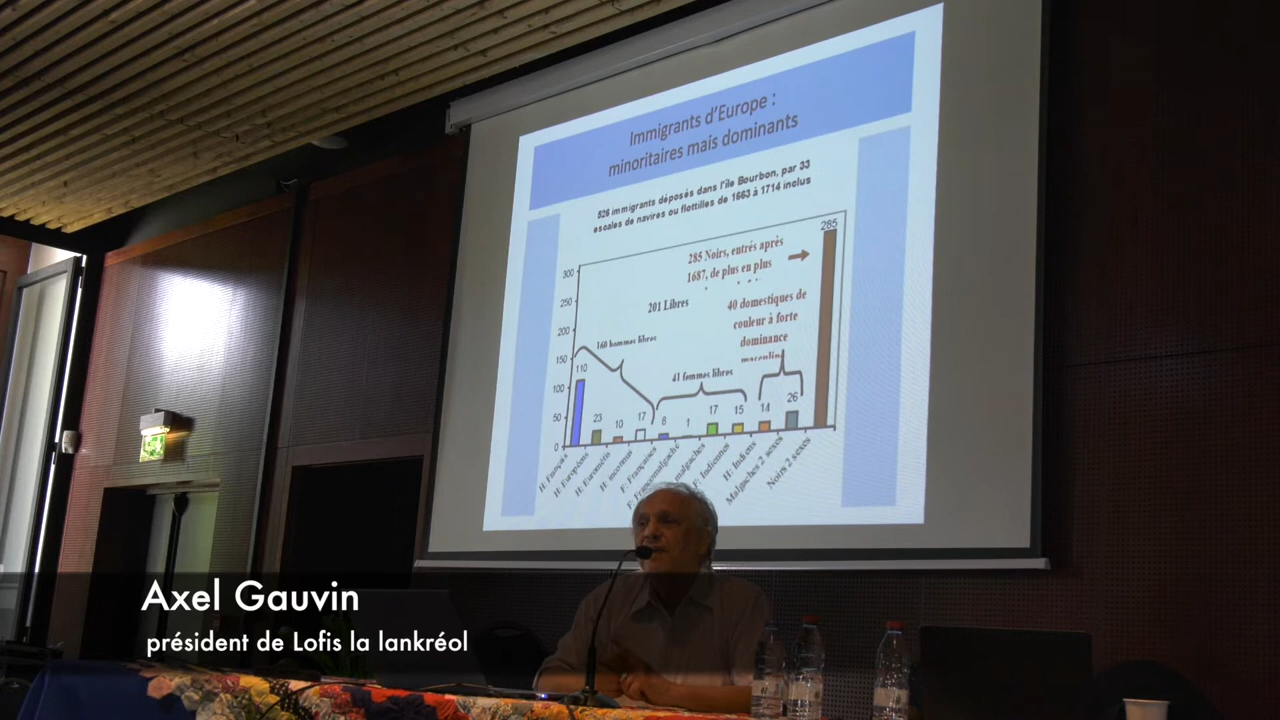 Immigrants d'Europe :
minoritaires mais dominants
526 immigrants déposés dans l'île Bourbon, par 33
escales de navires ou flottilles de 1663 à 1714 inclus
285
285 Noirs, entrés après
1687, de plus en plus
300
250
200
150
100
50
0
201 Libres
40 domestiques de
couleur à forte
dominance
160 hommes libres
41 femmes libres
110
23
10
17
8
1
17
15
14
26
H: Français
H: Européens
H: Eurométis
H: inconnus
F: Françaises
F: Francomalgache
malgaches
F: Indiennes
H: Indiens
Malgaches 2 sexes
Noirs 2 sexes
Axel Gauvin
président de Lofis la lankréol